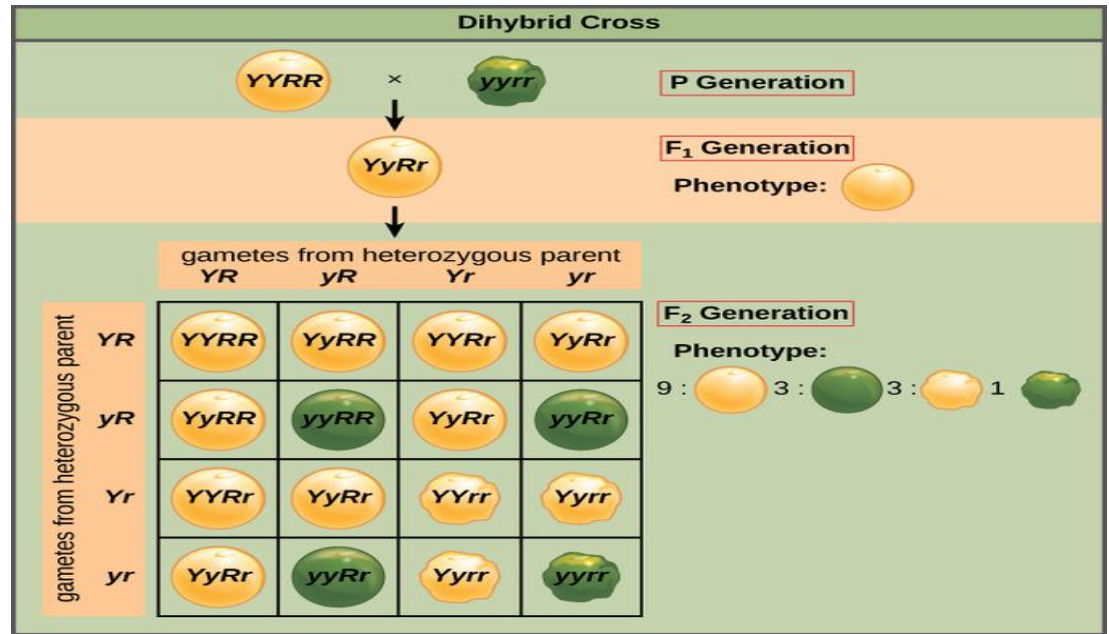 Dihybrid Cross
YYRR × yyrr P Generation
YyRr F₁ Generation
Phenotype:
gametes from heterozygous parent
YR yR Yr yr
gametes from heterozygous parent
YR YYRR YyRR YYRr YyRr
yR YyRR yyRR YyRr yyRr
Yr YYRr YyRr YYrr Yyrr
yr YyRr yyRr Yyrr yyrr
F₂ Generation
Phenotype:
9 : 3 : 3 : 1